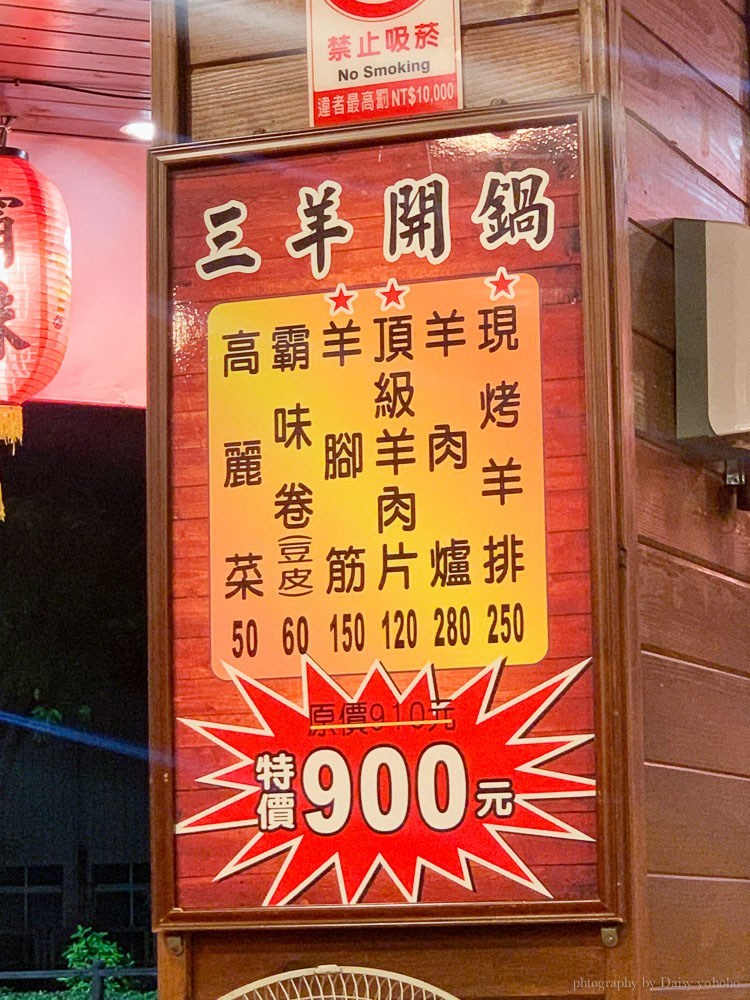 禁止吸菸
No Smoking
違者最高罰NT$10,000
三羊開鍋
現烤羊排 250
羊肉爐 280
頂級羊肉片 120
羊腳筋 150
霸味卷(豆皮) 60
高麗菜 50
原價910元
特價900元
photography by Daisy yohoho